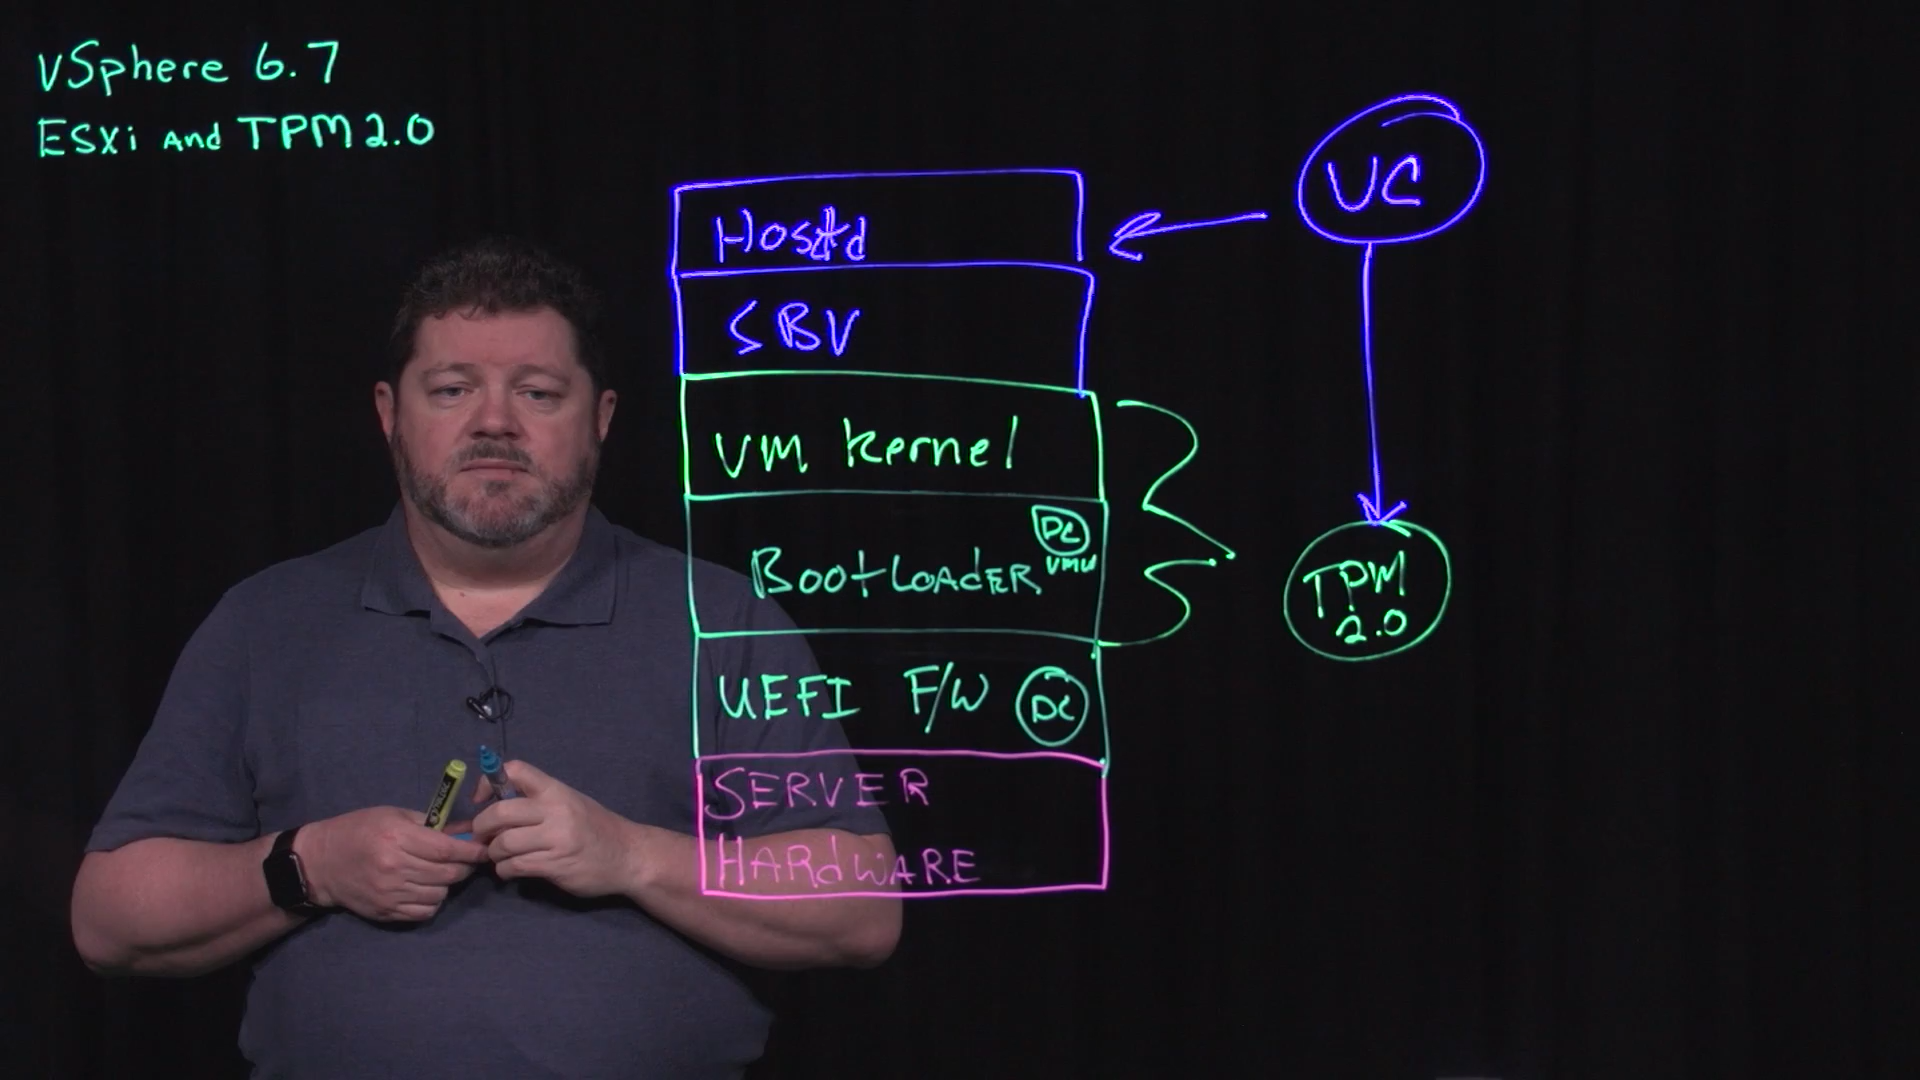 vSphere 6.7
ESXi And TPM 2.0
VC
Hostd
SBV
VM Kernel
DC
VMW
BootLoader
TPM
2.0
UEFI F/W
DC
SERVER
HARdWARE